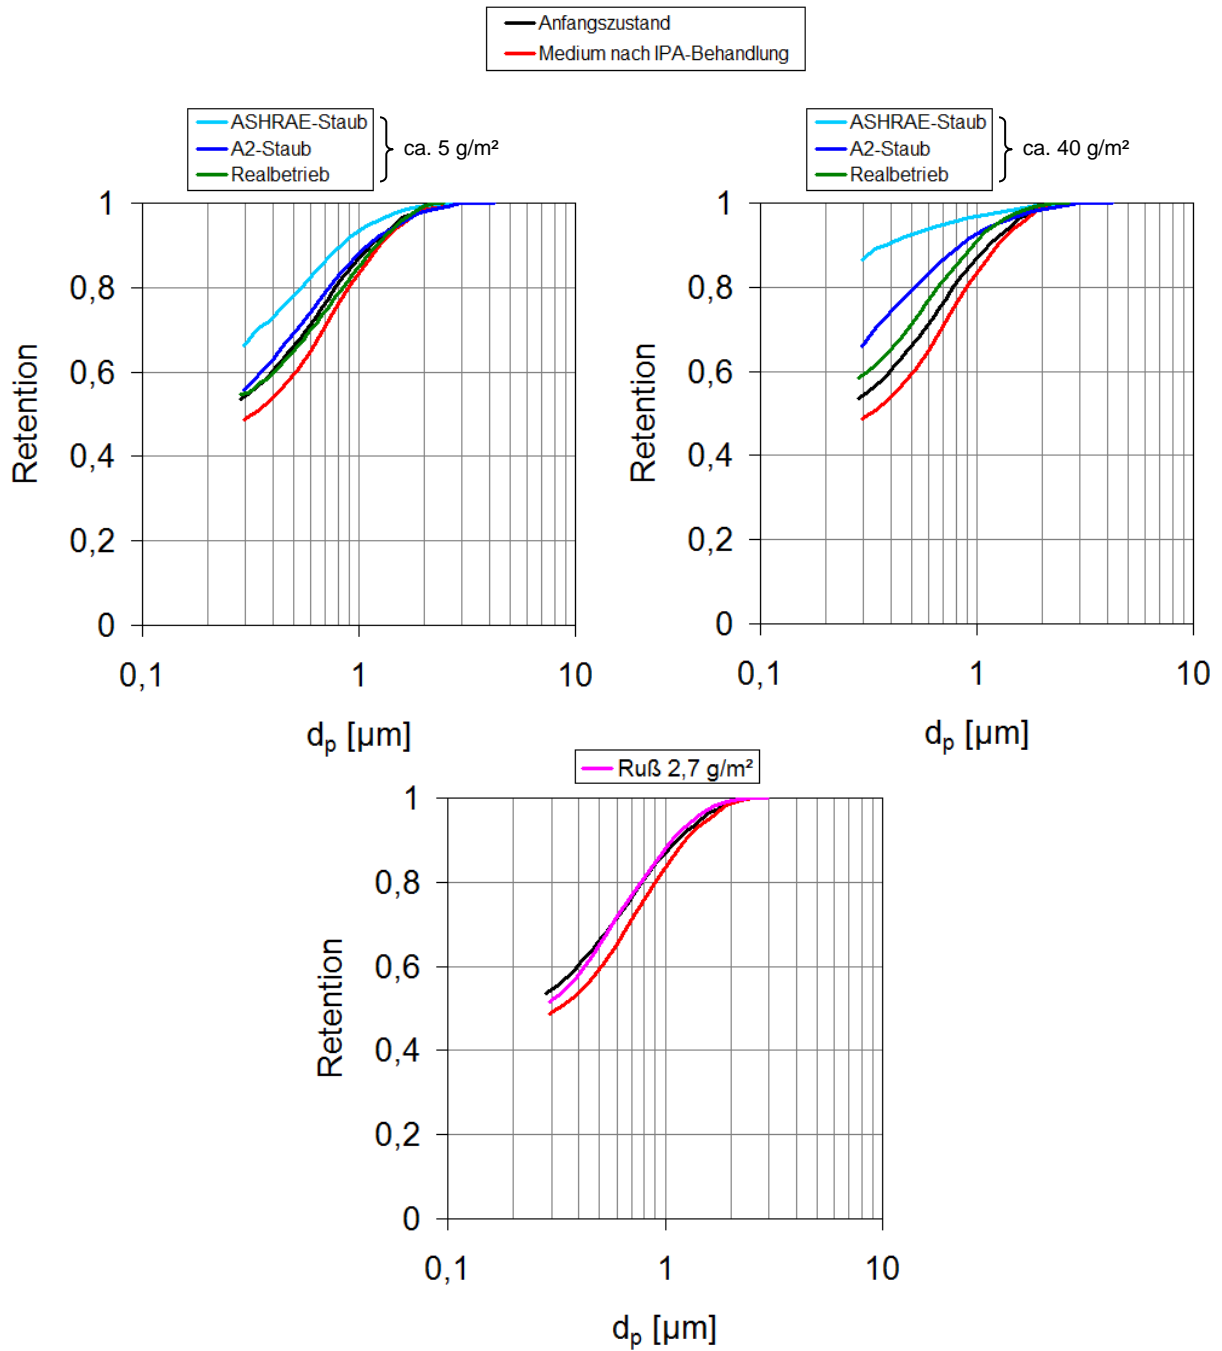 Anfangszustand
Medium nach IPA-Behandlung
ASHRAE-Staub
A2-Staub
Realbetrieb
ca. 5 g/m²
1
0,8
0,6
0,4
0,2
0
Retention
0,1
1
10
dp [µm]
ASHRAE-Staub
A2-Staub
Realbetrieb
ca. 40 g/m²
1
0,8
0,6
0,4
0,2
0
Retention
0,1
1
10
dp [µm]
Ruß 2,7 g/m²
1
0,8
0,6
0,4
0,2
0
Retention
0,1
1
10
dp [µm]